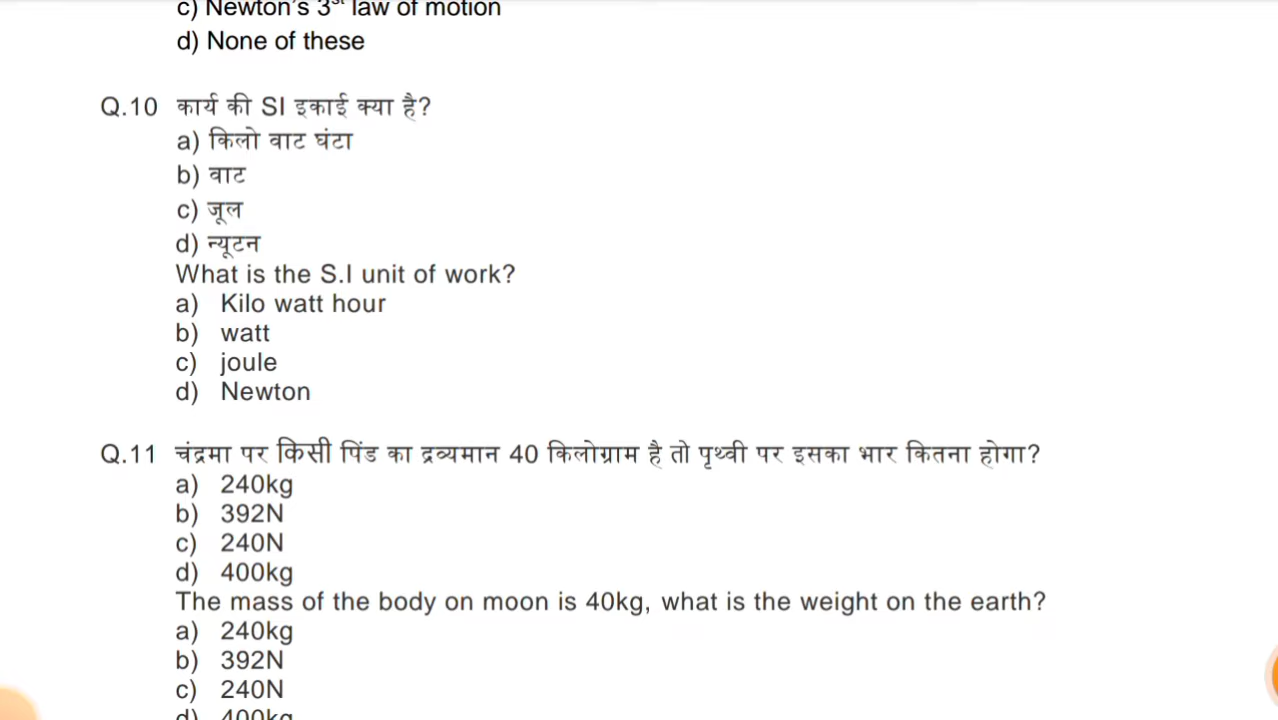 c) Newton's 3st law of motion
d) None of these
Q.10 कार्य की SI इकाई क्या है?
a) किलो वाट घंटा
b) वाट
c) जूल
d) न्यूटन
What is the S.I unit of work?
a) Kilo watt hour
b) watt
c) joule
d) Newton
Q.11 चंद्रमा पर किसी पिंड का द्रव्यमान 40 किलोग्राम है तो पृथ्वी पर इसका भार कितना होगा?
a) 240kg
b) 392N
c) 240N
d) 400kg
The mass of the body on moon is 40kg, what is the weight on the earth?
a) 240kg
b) 392N
c) 240N
d) 400kg